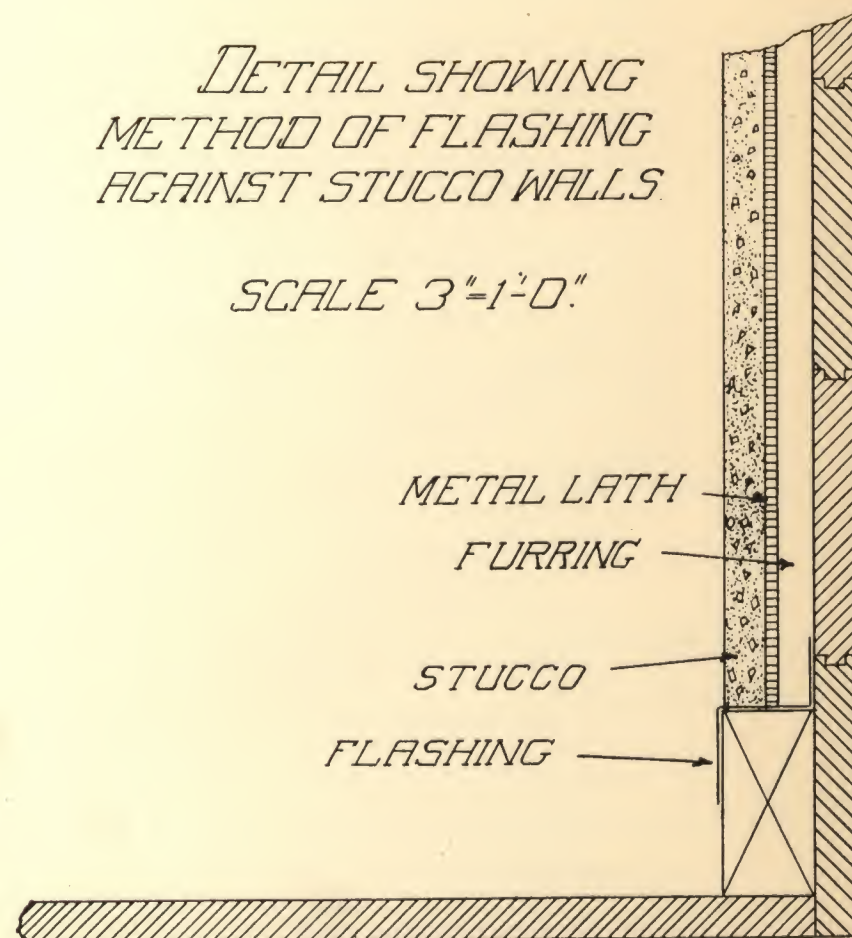 DETAIL SHOWING
METHOD OF FLASHING
AGAINST STUCCO WALLS
SCALE 3"=1'-0".
METAL LATH
FURRING
STUCCO
FLASHING